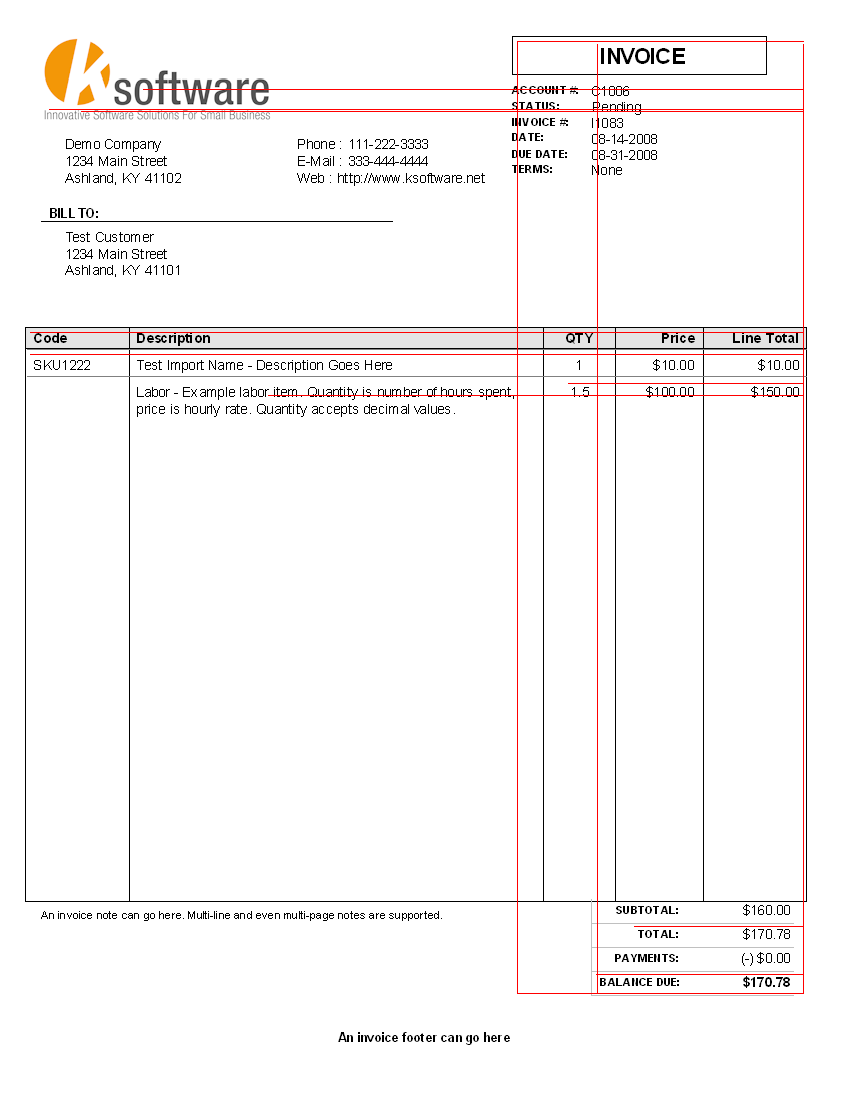 Ksoftware
Innovative Software Solutions For Small Business
INVOICE
ACCOUNT #: C1006
STATUS: Pending
INVOICE #: I1083
DATE: 08-14-2008
DUE DATE: 08-31-2008
TERMS: None
Demo Company
1234 Main Street
Ashland, KY 41102
Phone : 111-222-3333
E-Mail : 333-444-4444
Web : http://www.ksoftware.net
BILL TO:
Test Customer
1234 Main Street
Ashland, KY 41101
Code Description QTY Price Line Total
SKU1222 Test Import Name - Description Goes Here 1 $10.00 $10.00
Labor - Example labor item. Quantity is number of hours spent, 1.5 $100.00 $150.00
price is hourly rate. Quantity accepts decimal values.
An invoice note can go here. Multi-line and even multi-page notes are supported.
SUBTOTAL: $160.00
TOTAL: $170.78
PAYMENTS: (-) $0.00
BALANCE DUE: $170.78
An invoice footer can go here